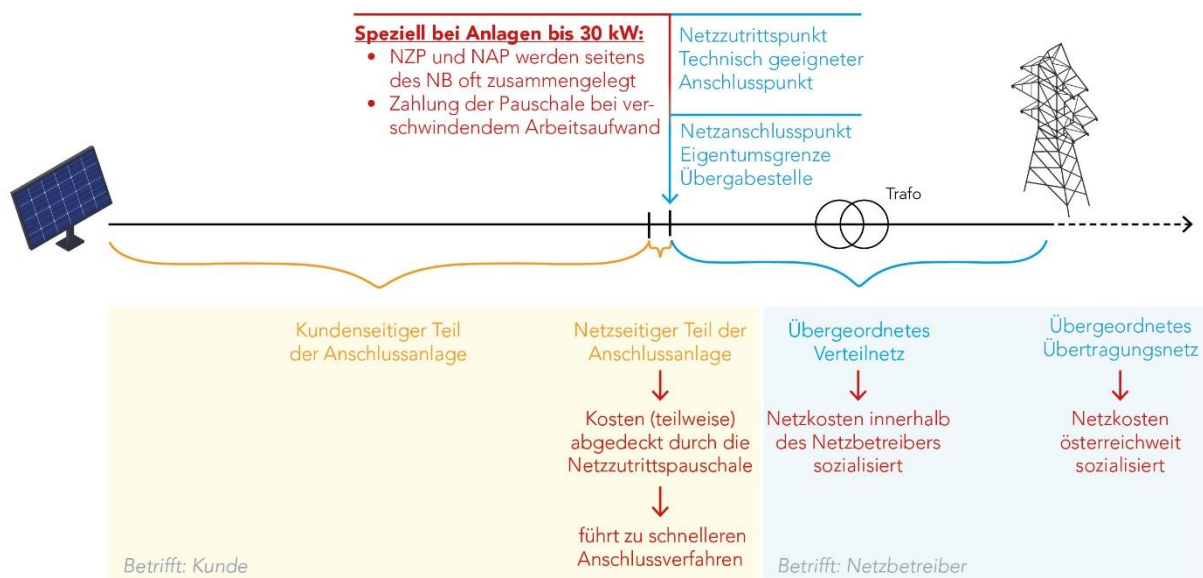 Speziell bei Anlagen bis 30 kW:
• NZP und NAP werden seitens
des NB oft zusammengelegt
• Zahlung der Pauschale bei ver-
schwindendem Arbeitsaufwand
Netzzutrittspunkt
Technisch geeigneter
Anschlusspunkt
Netzanschlusspunkt
Eigentumsgrenze
Übergabestelle
Trafo
Kundenseitiger Teil
der Anschlussanlage
Netzseitiger Teil der
Anschlussanlage
Kosten (teilweise)
abgedeckt durch die
Netzzutrittspauschale
führt zu schnelleren
Anschlussverfahren
Betrifft: Kunde
Übergeordnetes
Verteilnetz
Netzkosten innerhalb
des Netzbetreibers
sozialisiert
Übergeordnetes
Übertragungsnetz
Netzkosten
österreichweit
sozialisiert
Betrifft: Netzbetreiber